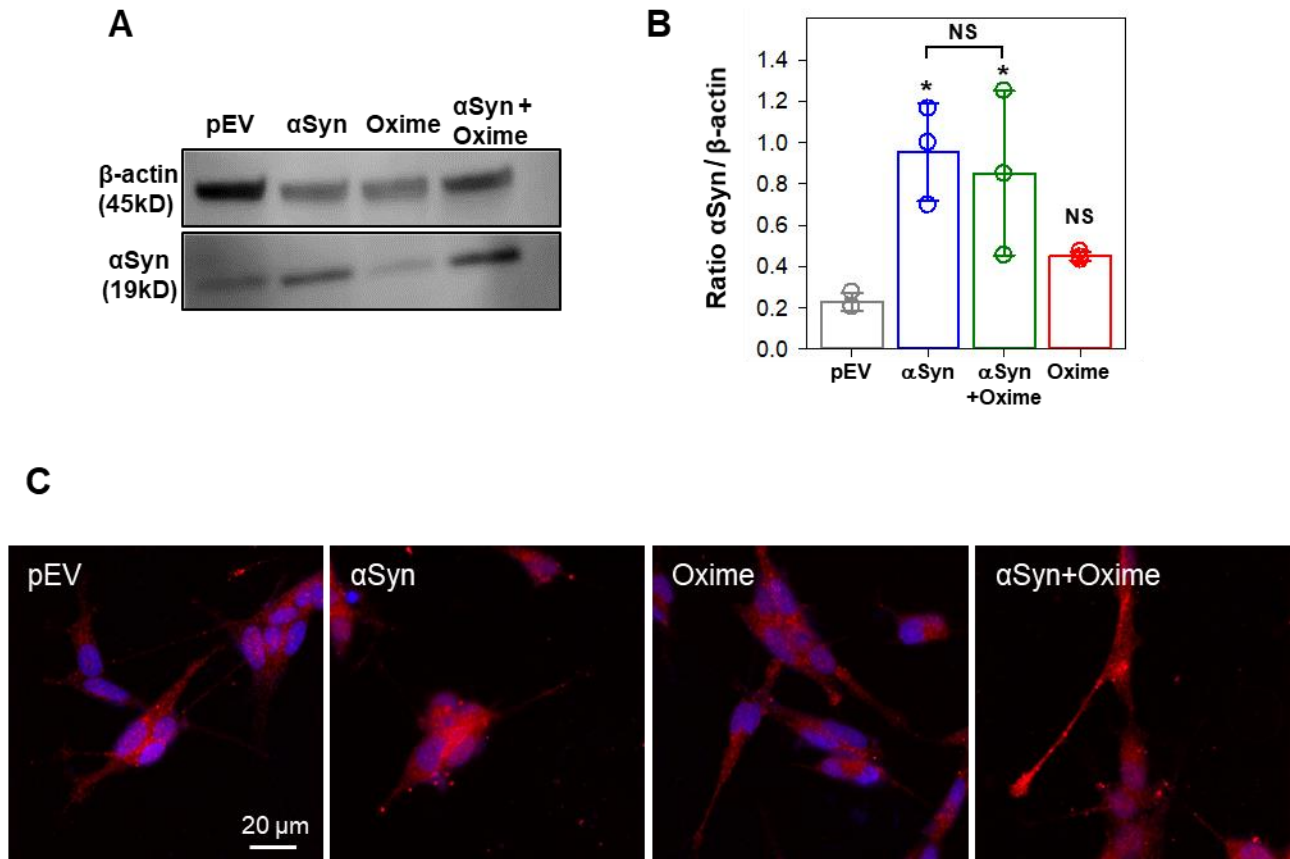 A
pEV αSyn Oxime αSyn +
Oxime
β-actin
(45kD)
αSyn
(19kD)
B
NS
* *
NS
Ratio αSyn / β-actin
1.4
1.2
1.0
0.8
0.6
0.4
0.2
0.0
pEV αSyn αSyn Oxime
+Oxime
C
pEV αSyn Oxime αSyn+Oxime
20 μm